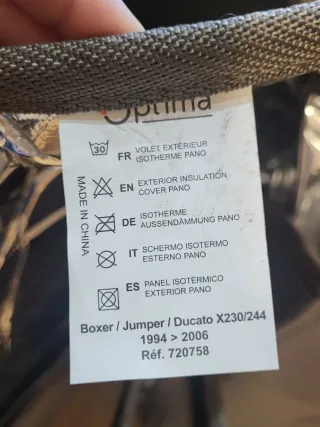 Optima
30
FR VOLET EXTÉRIEUR
ISOTHERME PANO
EN EXTERIOR INSULATION
COVER PANO
DE ISOTHERME
AUSSENDÄMMUNG PANO
IT SCHERMO ISOTERMO
ESTERNO PANO
ES PANEL ISOTÉRMICO
EXTERIOR PANO
MADE IN CHINA
Boxer / Jumper / Ducato X230/244
1994 > 2006
Réf. 720758